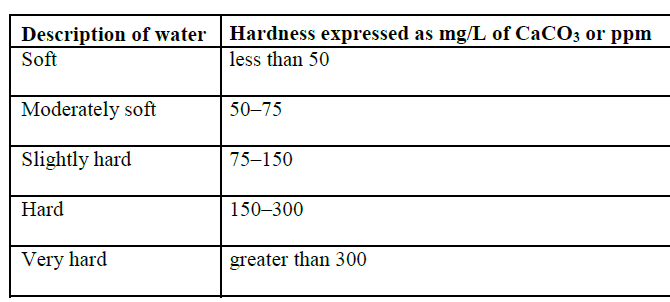 Description of water Hardness expressed as mg/L of CaCO₃ or ppm
Soft less than 50
Moderately soft 50–75
Slightly hard 75–150
Hard 150–300
Very hard greater than 300